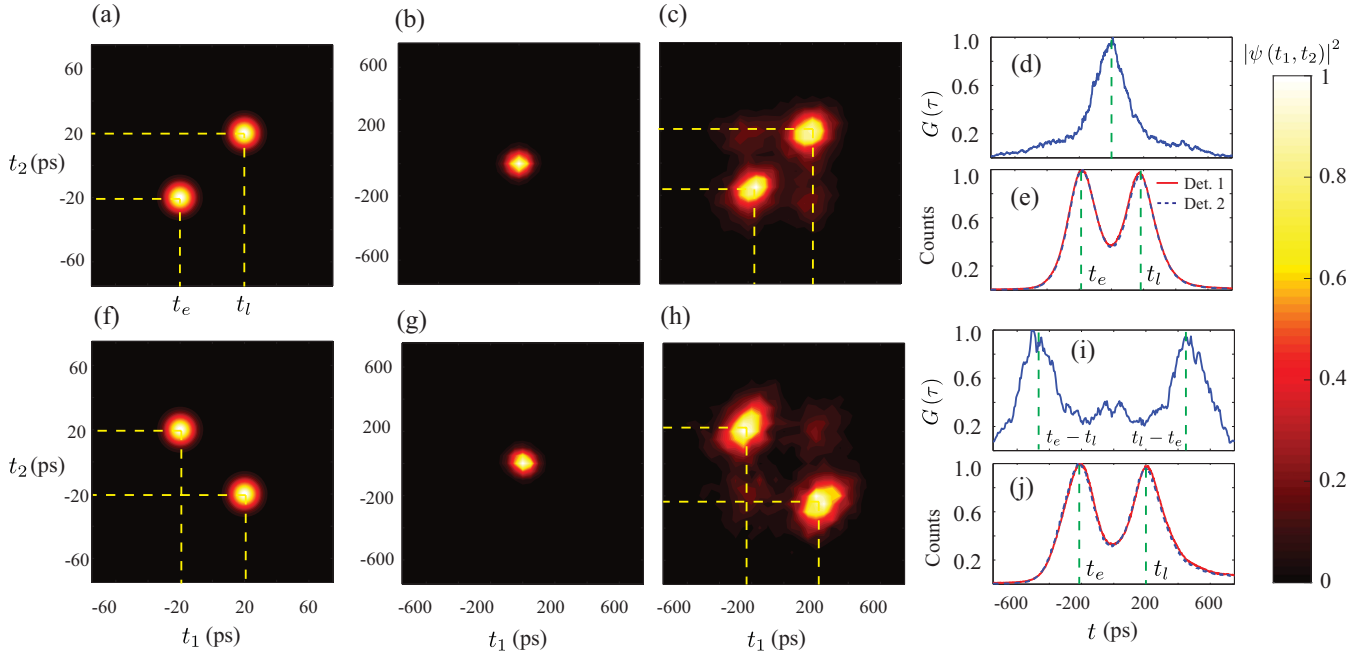 (a)
(b)
(c)
(d)
(e)
(f)
(g)
(h)
(i)
(j)
60
20
-20
-60
t₂ (ps)
tₑ
tₗ
600
200
-200
-600
1.0
0.6
0.2
G (τ)
1.0
0.6
0.2
Counts
Det. 1
Det. 2
tₑ
tₗ
|ψ (t₁, t₂)|²
1
0.8
0.6
0.4
0.2
0
60
20
-20
-60
t₂ (ps)
-60
-20
20
60
t₁ (ps)
600
200
-200
-600
-600
-200
200
600
t₁ (ps)
600
200
-200
-600
-600
-200
200
600
t₁ (ps)
1.0
0.6
0.2
G (τ)
tₑ − tₗ
tₗ − tₑ
1.0
0.6
0.2
Counts
tₑ
tₗ
-600
-200
200
600
t (ps)